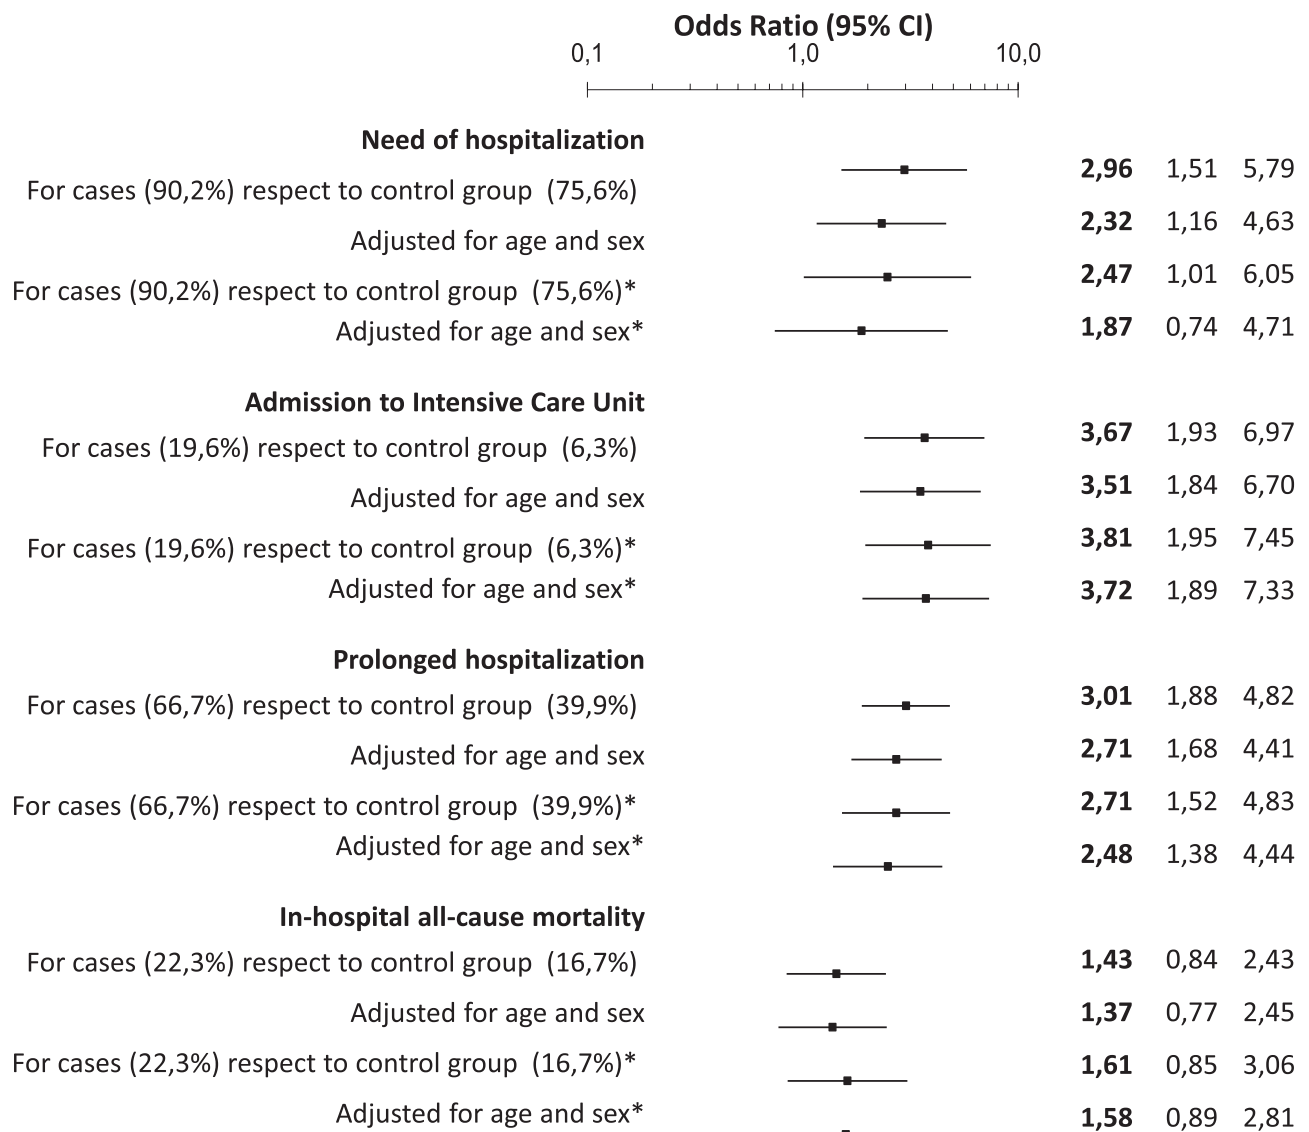 Odds Ratio (95% CI)
0,1 1,0 10,0
Need of hospitalization
For cases (90,2%) respect to control group (75,6%) 2,96 1,51 5,79
Adjusted for age and sex 2,32 1,16 4,63
For cases (90,2%) respect to control group (75,6%)* 2,47 1,01 6,05
Adjusted for age and sex* 1,87 0,74 4,71
Admission to Intensive Care Unit
For cases (19,6%) respect to control group (6,3%) 3,67 1,93 6,97
Adjusted for age and sex 3,51 1,84 6,70
For cases (19,6%) respect to control group (6,3%)* 3,81 1,95 7,45
Adjusted for age and sex* 3,72 1,89 7,33
Prolonged hospitalization
For cases (66,7%) respect to control group (39,9%) 3,01 1,88 4,82
Adjusted for age and sex 2,71 1,68 4,41
For cases (66,7%) respect to control group (39,9%)* 2,71 1,52 4,83
Adjusted for age and sex* 2,48 1,38 4,44
In-hospital all-cause mortality
For cases (22,3%) respect to control group (16,7%) 1,43 0,84 2,43
Adjusted for age and sex 1,37 0,77 2,45
For cases (22,3%) respect to control group (16,7%)* 1,61 0,85 3,06
Adjusted for age and sex* 1,58 0,89 2,81